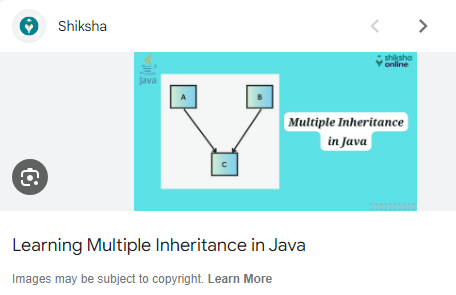 Shiksha
Java
shiksha
online
A
B
Multiple Inheritance
in Java
C
Learning Multiple Inheritance in Java
Images may be subject to copyright. Learn More